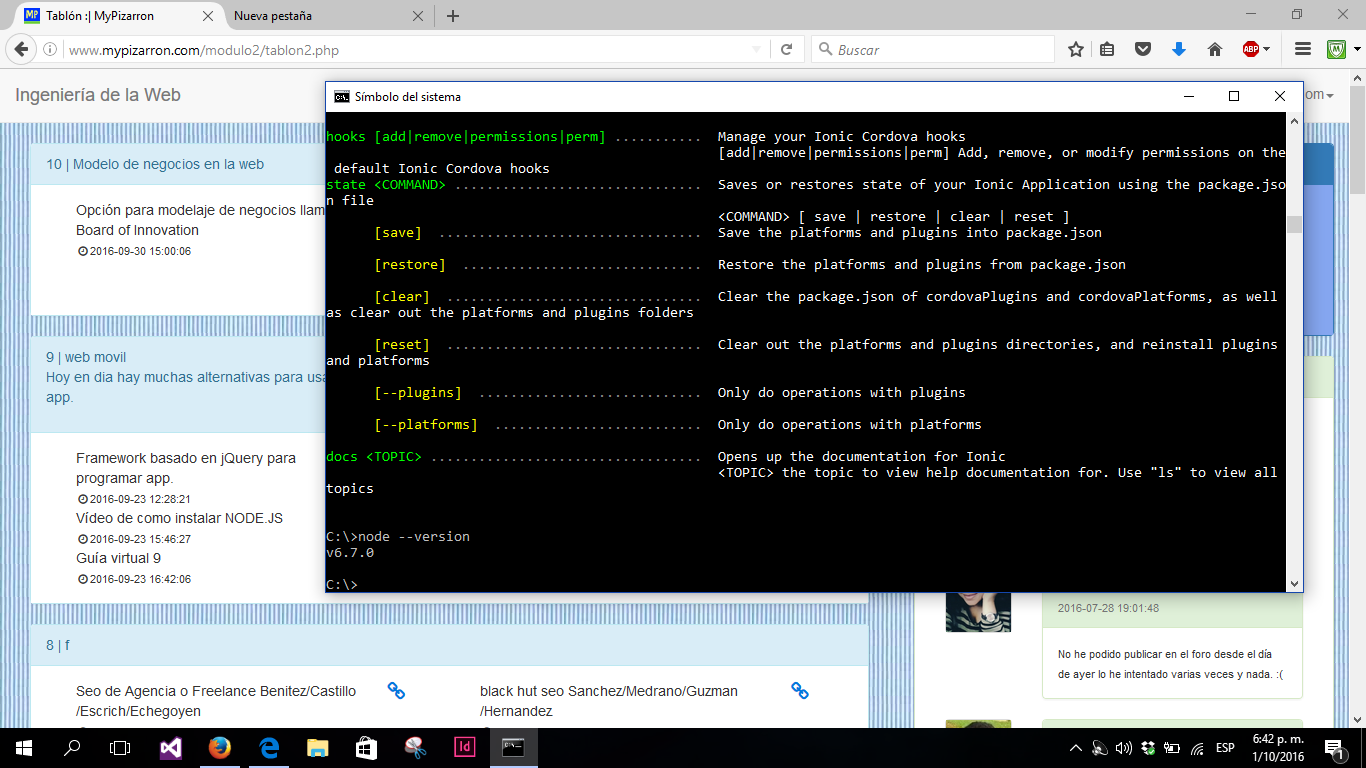 Tablón :| MyPizarron
Nueva pestaña
www.mypizarron.com/modulo2/tablon2.php
Buscar
ABP
Ingeniería de la Web
om
10 | Modelo de negocios en la web
Opción para modelaje de negocios llam
Board of Innovation
2016-09-30 15:00:06
9 | web movil
Hoy en dia hay muchas alternativas para usa
app.
Framework basado en jQuery para
programar app.
2016-09-23 12:28:21
Vídeo de como instalar NODE.JS
2016-09-23 15:46:27
Guía virtual 9
2016-09-23 16:42:06
8 | f
Seo de Agencia o Freelance Benitez/Castillo
/Escrich/Echegoyen
black hut seo Sanchez/Medrano/Guzman
/Hernandez
Símbolo del sistema
hooks [add|remove|permissions|perm] ........... Manage your Ionic Cordova hooks
[add|remove|permissions|perm] Add, remove, or modify permissions on the
default Ionic Cordova hooks
state <COMMAND> ............................... Saves or restores state of your Ionic Application using the package.jso
n file
<COMMAND> [ save | restore | clear | reset ]
[save] ................................. Save the platforms and plugins into package.json
[restore] .............................. Restore the platforms and plugins from package.json
[clear] ................................ Clear the package.json of cordovaPlugins and cordovaPlatforms, as well
as clear out the platforms and plugins folders
[reset] ................................ Clear out the platforms and plugins directories, and reinstall plugins
and platforms
[--plugins] ............................ Only do operations with plugins
[--platforms] .......................... Only do operations with platforms
docs <TOPIC> .................................. Opens up the documentation for Ionic
<TOPIC> the topic to view help documentation for. Use "ls" to view all
topics
C:\>node --version
v6.7.0
C:\>
2016-07-28 19:01:48
No he podido publicar en el foro desde el día
de ayer lo he intentado varias veces y nada. :(
ESP
6:42 p. m.
1/10/2016
1